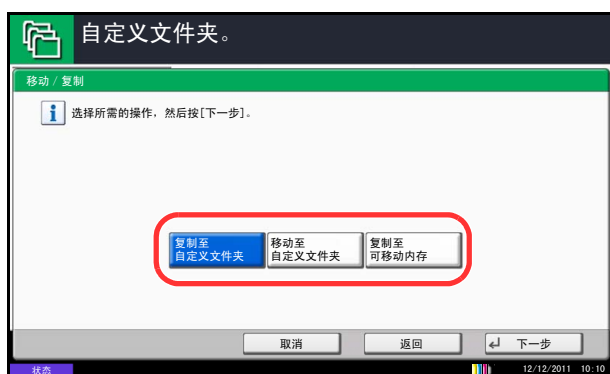 自定义文件夹。
移动 / 复制
选择所需的操作，然后按[下一步]。
复制至
自定义文件夹
移动至
自定义文件夹
复制至
可移动内存
取消
返回
下一步
状态
12/12/2011 10:10